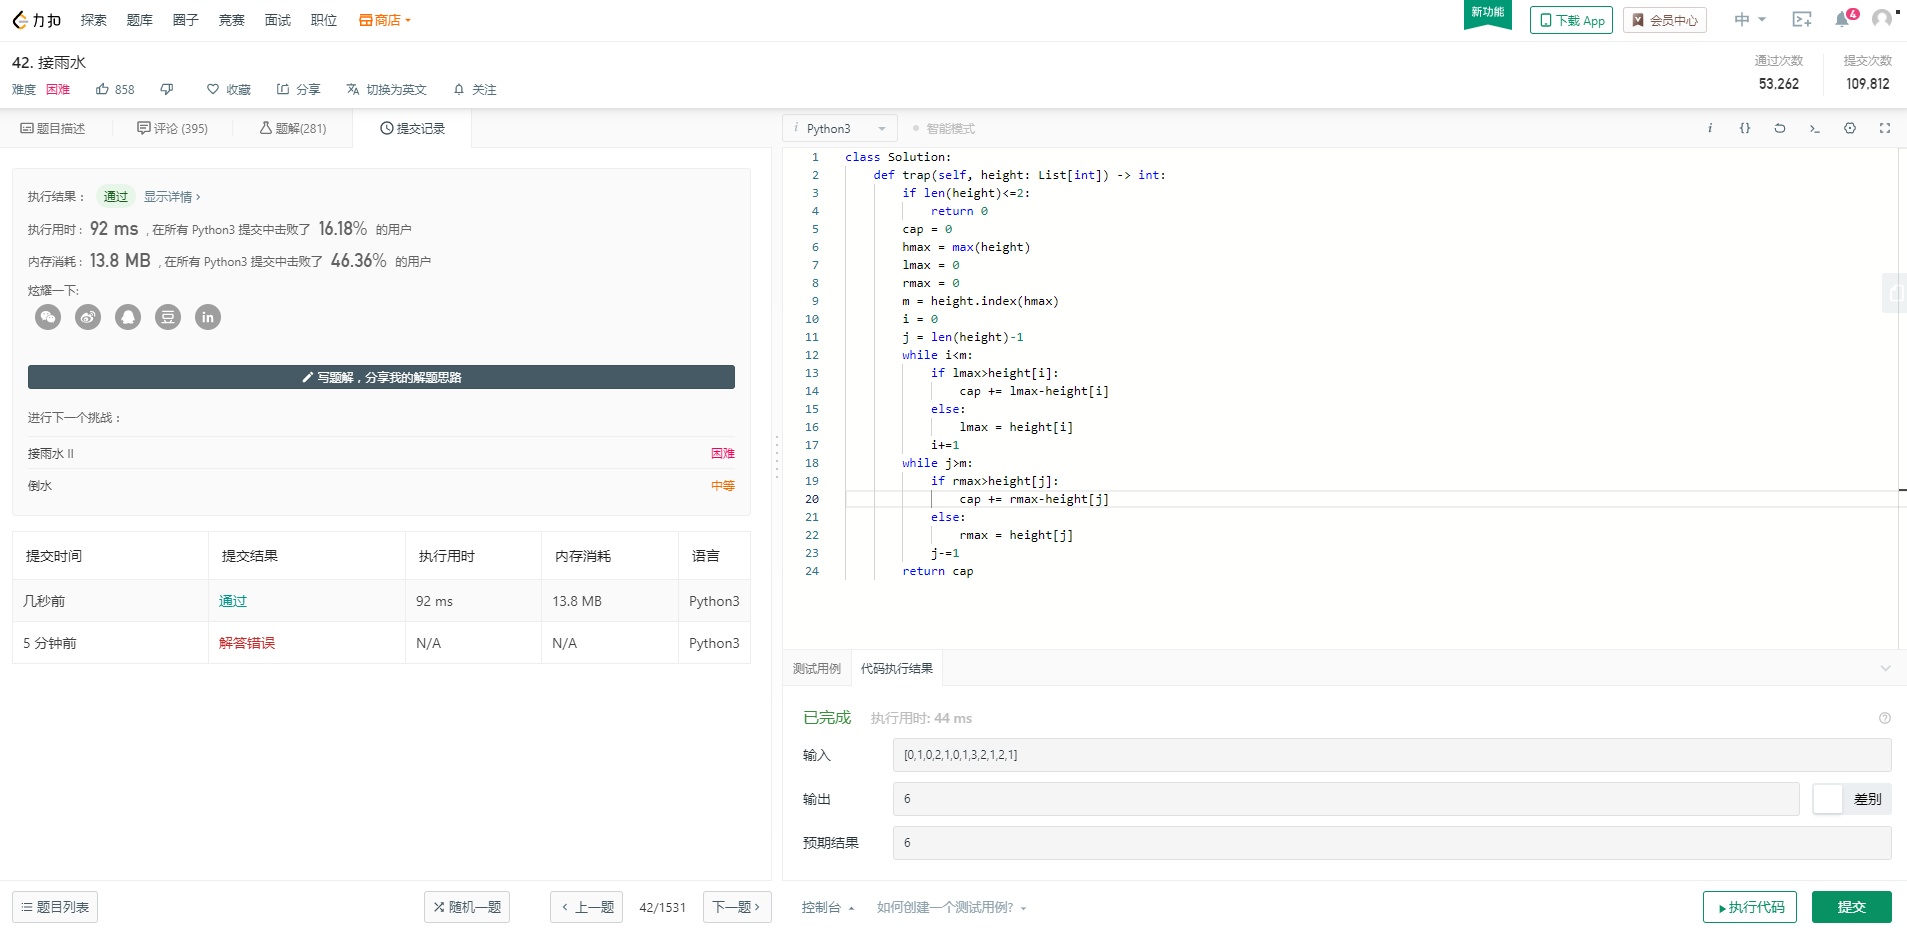 力扣 探索 题库 圈子 竞赛 面试 职位 商店 新功能 下载 App 会员中心 中 4
42. 接雨水
通过次数 提交次数
53,262 109,812
难度 困难 858 收藏 分享 切换为英文 关注
题目描述 评论 (395) 题解(281) 提交记录
执行结果： 通过 显示详情 ›
执行用时 : 92 ms , 在所有 Python3 提交中击败了 16.18% 的用户
内存消耗 : 13.8 MB , 在所有 Python3 提交中击败了 46.36% 的用户
炫耀一下:
豆 in
写题解，分享我的解题思路
进行下一个挑战：
接雨水 II 困难
倒水 中等
提交时间 提交结果 执行用时 内存消耗 语言
几秒前 通过 92 ms 13.8 MB Python3
5 分钟前 解答错误 N/A N/A Python3
题目列表 随机一题 上一题 42/1531 下一题
i Python3 智能模式 i {}
1 class Solution:
2 def trap(self, height: List[int]) -> int:
3 if len(height)<=2:
4 return 0
5 cap = 0
6 hmax = max(height)
7 lmax = 0
8 rmax = 0
9 m = height.index(hmax)
10 i = 0
11 j = len(height)-1
12 while i<m:
13 if lmax>height[i]:
14 cap += lmax-height[i]
15 else:
16 lmax = height[i]
17 i+=1
18 while j>m:
19 if rmax>height[j]:
20 cap += rmax-height[j]
21 else:
22 rmax = height[j]
23 j-=1
24 return cap
测试用例 代码执行结果
已完成 执行用时: 44 ms
输入 [0,1,0,2,1,0,1,3,2,1,2,1]
输出 6 差别
预期结果 6
控制台 如何创建一个测试用例? 执行代码 提交